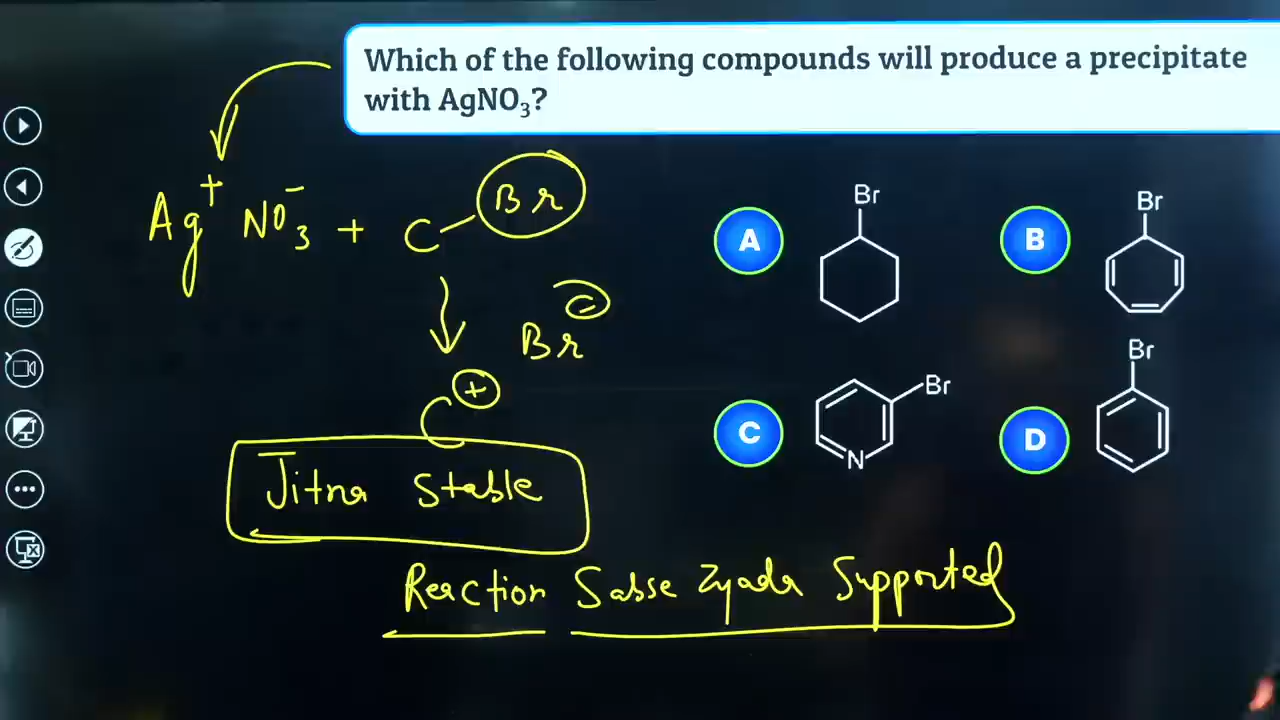 Which of the following compounds will produce a precipitate
with AgNO₃?
Ag⁺ NO₃⁻ + C–Br
Br⊖
C⊕
Jitna Stable
Reaction Sabse Zyada Supported
A
Br
B
Br
C
Br
N
D
Br